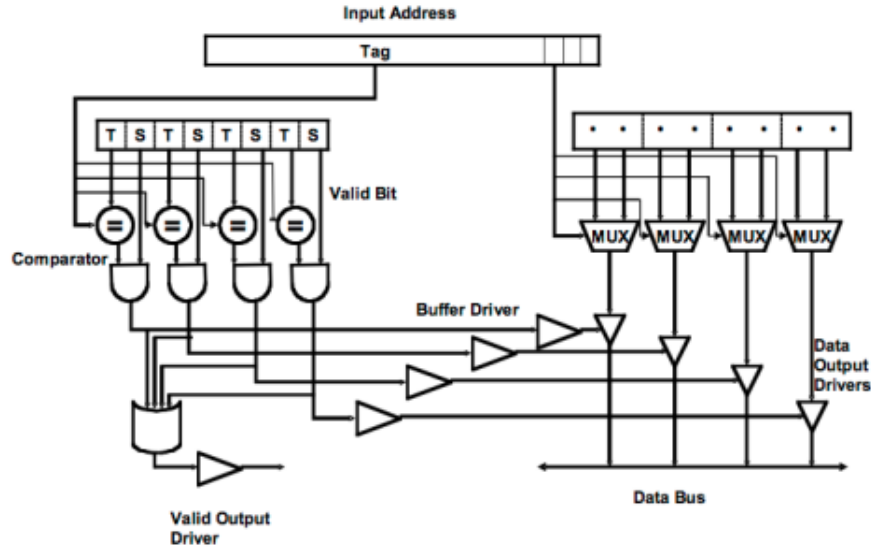 Input Address
Tag
T S T S T S T S
Valid Bit
= = = =
MUX MUX MUX MUX
Comparator
Buffer Driver
Data
Output
Drivers
Data Bus
Valid Output
Driver